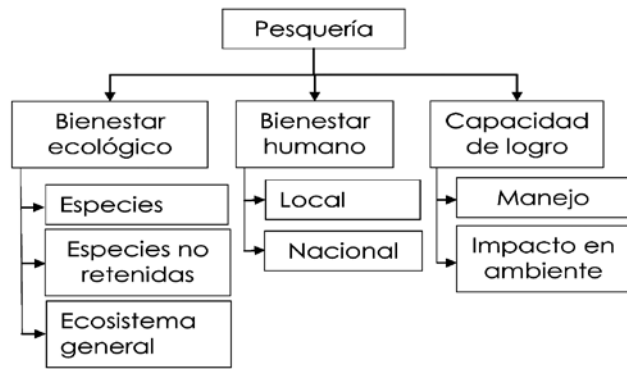 Pesquería
Bienestar
ecológico
Bienestar
humano
Capacidad
de logro
Especies
Especies no
retenidas
Ecosistema
general
Local
Nacional
Manejo
Impacto en
ambiente